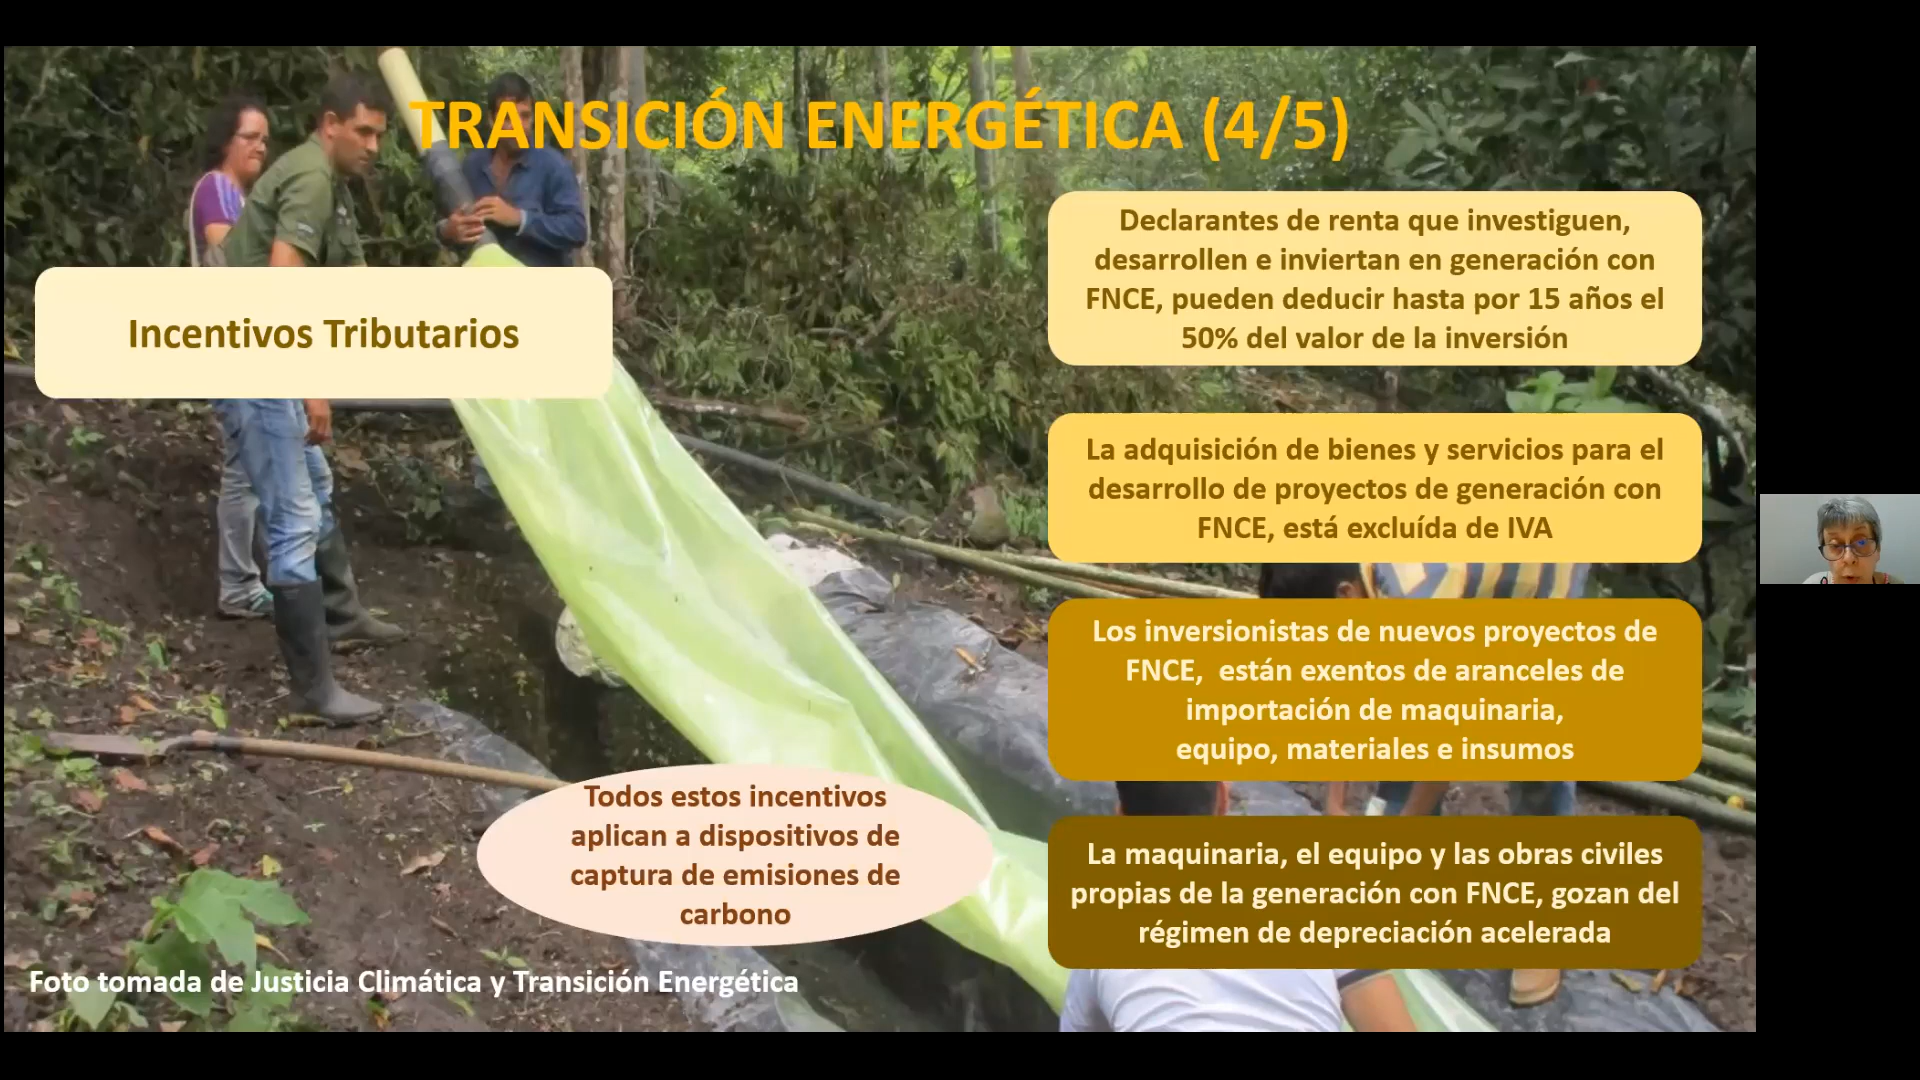 TRANSICIÓN ENERGÉTICA (4/5)
Incentivos Tributarios
Declarantes de renta que investiguen,
desarrollen e inviertan en generación con
FNCE, pueden deducir hasta por 15 años el
50% del valor de la inversión
La adquisición de bienes y servicios para el
desarrollo de proyectos de generación con
FNCE, está excluída de IVA
Los inversionistas de nuevos proyectos de
FNCE, están exentos de aranceles de
importación de maquinaria,
equipo, materiales e insumos
La maquinaria, el equipo y las obras civiles
propias de la generación con FNCE, gozan del
régimen de depreciación acelerada
Todos estos incentivos
aplican a dispositivos de
captura de emisiones de
carbono
Foto tomada de Justicia Climática y Transición Energética